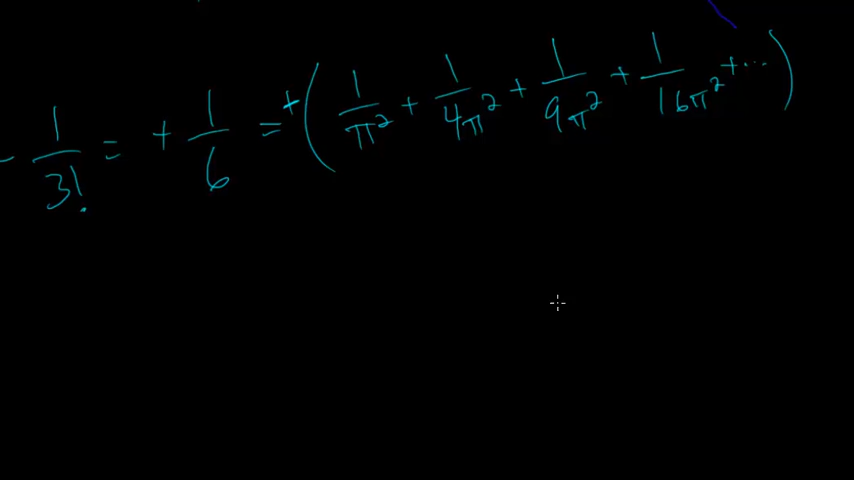 - 1/3! = + 1/6 = +( 1/π² + 1/4π² + 1/9π² + 1/16π² + ... )